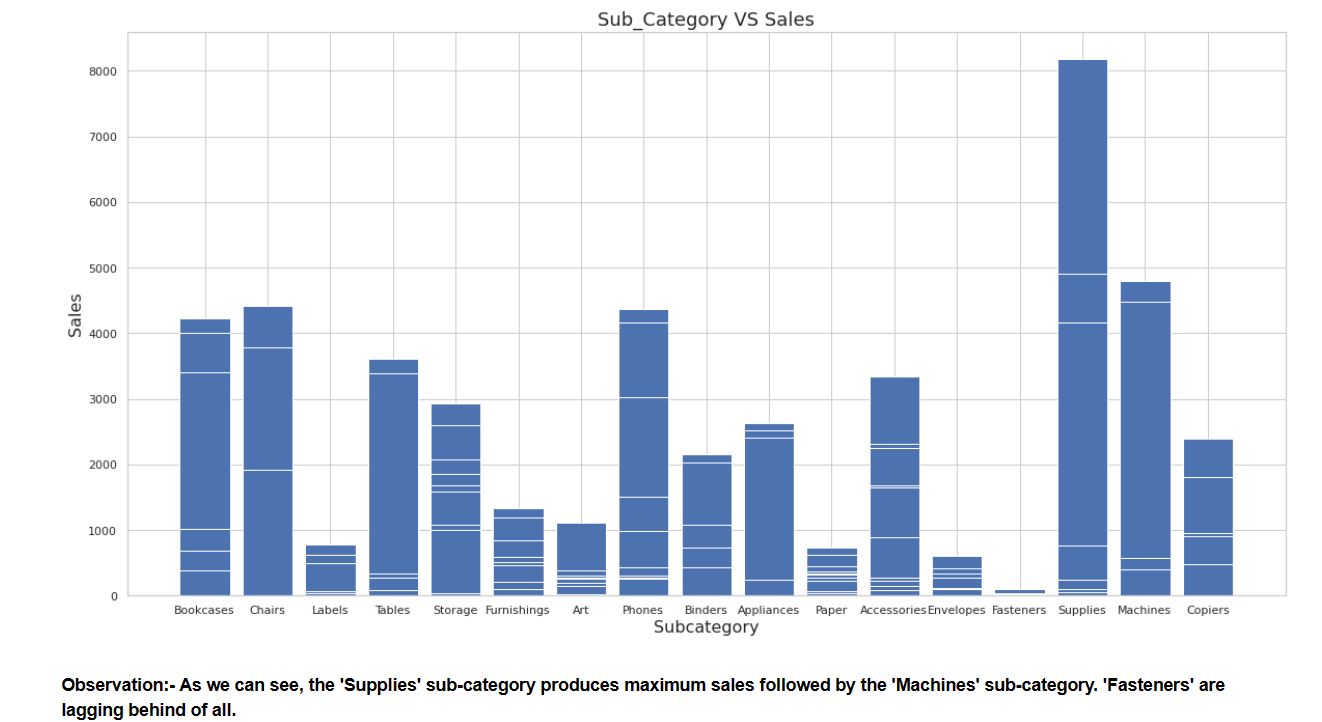 Sub_Category VS Sales
8000
7000
6000
5000
4000
3000
2000
1000
0
Sales
Bookcases Chairs Labels Tables Storage Furnishings Art Phones Binders Appliances Paper Accessories Envelopes Fasteners Supplies Machines Copiers
Subcategory
Observation:- As we can see, the 'Supplies' sub-category produces maximum sales followed by the 'Machines' sub-category. 'Fasteners' are
lagging behind of all.